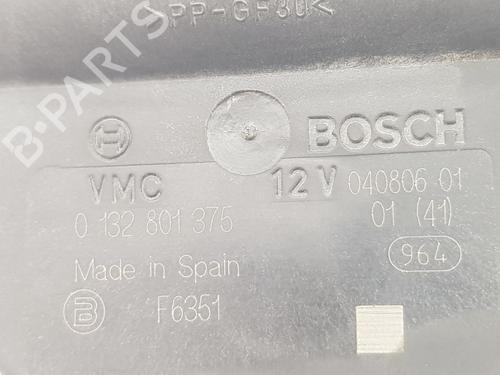 >PP-GF30<
BOSCH
VMC 12 V 040806 01
0 132 801 375 01 (41)
Made in Spain 964
B F6351
B-PARTS
B-PARTS